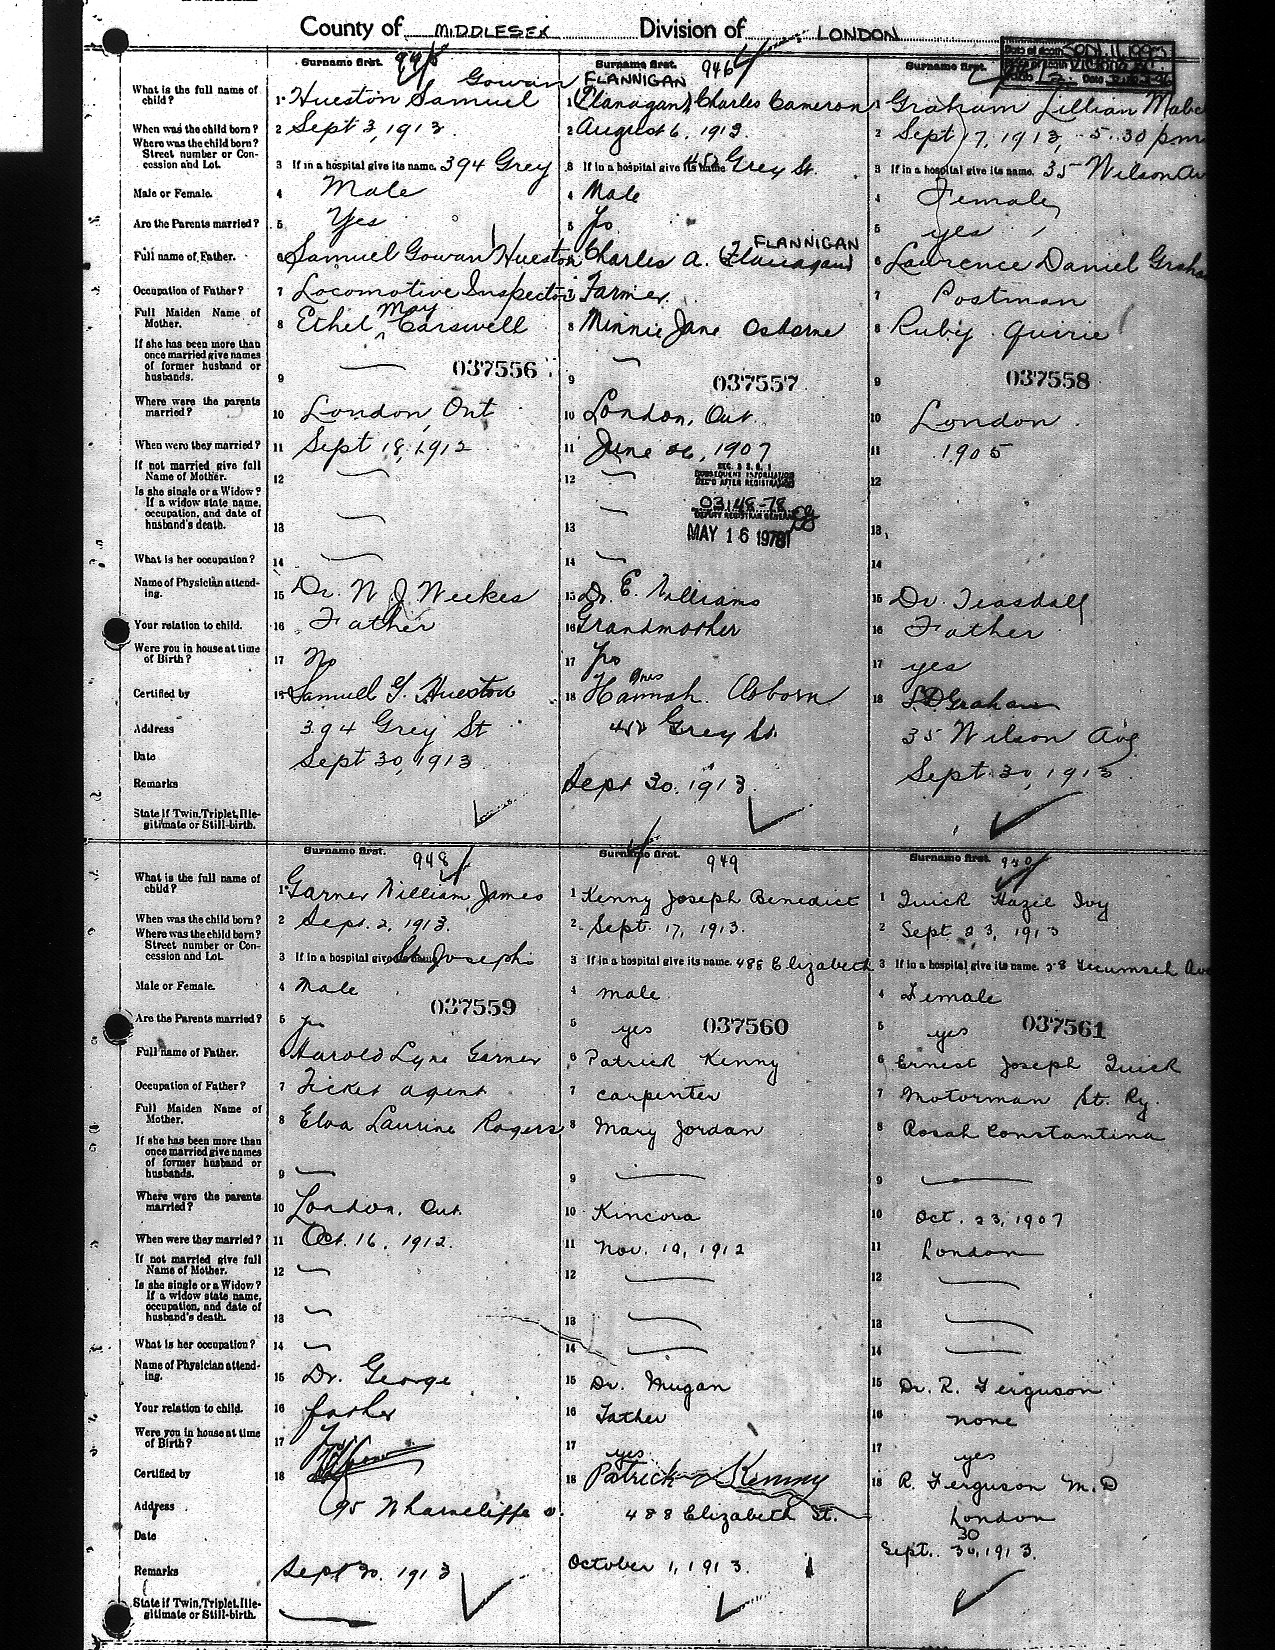 County of MIDDLESEX Division of LONDON
Surname first. 945
Gowan
What is the full name of child? 1 Hueston Samuel
When was the child born? 2 Sept 3, 1913.
Where was the child born? Street number or Concession and Lot. 3 If in a hospital give its name. 394 Grey
Male or Female. 4 Male
Are the Parents married? 5 Yes
Full name of Father. 6 Samuel Gowan Hueston
Occupation of Father? 7 Locomotive Inspector
May
Full Maiden Name of Mother. 8 Ethel Carswell
If she has been more than once married give names of former husband or husbands. 9 —
037556
Where were the parents married? 10 London, Ont
When were they married? 11 Sept 18, 1912
If not married give full Name of Mother. 12 —
Is she single or a Widow? If a widow state name, occupation, and date of husband's death. 13 —
What is her occupation? 14 —
Name of Physician attending. 15 Dr. N J Weekes
Your relation to child. 16 Father
Were you in house at time of Birth? 17 No
Certified by 18 Samuel G. Hueston
Address 394 Grey St
Date Sept 30, 1913
Remarks
State if Twin, Triplet, Illegitimate or Still-birth.
Surname first. 946
FLANNIGAN
1 (Flanagan) Charles Cameron
2 August 6, 1913.
3 If in a hospital give its name Grey St.
4 Male
5
FLANNIGAN
6 Charles A.
7 Farmer
8 Minnie Jane Osborne
9 —
037557
10 London, Ont.
11 June 26, 1907
12 —
SEC. 5 S.S. 1
SUBSEQUENT INFORMATION
REC'D AFTER REGISTRATION
03148-78
DEPUTY REGISTRAR GENERAL
MAY 16 1978
13 —
14 —
15 Dr. E. Williams
16 Grandmother
17
Mrs
18 Hannah Osborn
Grey St.
Sept 30, 1913
Surname first.
1 Graham Lillian
2 Sept 17, 1913, 5.30 p.m.
3 If in a hospital give its name. 35 Wilson
4 Female
5 yes
6 Lawrence Daniel
7 Postman
8 Ruby Quirie
9
037558
10 London
11 1905
12
13
14
15 Dr. Teasdall
16 Father
17 yes
18 L D Graham
35 Wilson Ave
Sept. 30, 1913.
Surname first. 948
What is the full name of child? 1 Garner William James
When was the child born? 2 Sept. 2, 1913.
Where was the child born? Street number or Concession and Lot. 3 If in a hospital give its name St. Josephs
Male or Female. 4 Male
037559
Are the Parents married? 5
Full name of Father. 6 Harold Lyne Garner
Occupation of Father? 7 Ticket agent
Full Maiden Name of Mother. 8 Elva Laurine Rogers
If she has been more than once married give names of former husband or husbands. 9 —
Where were the parents married? 10 London, Ont.
When were they married? 11 Oct. 16, 1912.
If not married give full Name of Mother. 12 —
Is she single or a Widow? If a widow state name, occupation, and date of husband's death. 13 —
What is her occupation? 14 —
Name of Physician attending. 15 Dr. George
Your relation to child. 16 father
Were you in house at time of Birth? 17
Certified by 18
Address 95 Wharncliffe
Date
Remarks Sept 30, 1913
State if Twin, Triplet, Illegitimate or Still-birth. —
Surname first. 949
1 Kenny Joseph Benedict
2 Sept. 17, 1913.
3 If in a hospital give its name. 488 Elizabeth
4 male
5 yes 037560
6 Patrick Kenny
7 carpenter
8 Mary Jordan
9 —
10 Kincora
11 Nov. 19, 1912
12 —
13 —
14 —
15 Dr. Mugan
16 Father
17 yes
18 Patrick Kenny
488 Elizabeth St.
October 1, 1913.
Surname first.
1 Quick Hazel Ivy
2 Sept. 23, 1913
3 If in a hospital give its name. Tecumseh
4 Female
5 yes 037561
6 Ernest Joseph Quick
7 Motorman St. Ry.
8 Rosah Constantina
9 —
10 Oct. 23, 1907
11 London
12 —
13 —
14 —
15 Dr. R. Ferguson
16 none
17 yes
18 R. Ferguson M.D
London
30
Sept. 30, 1913.